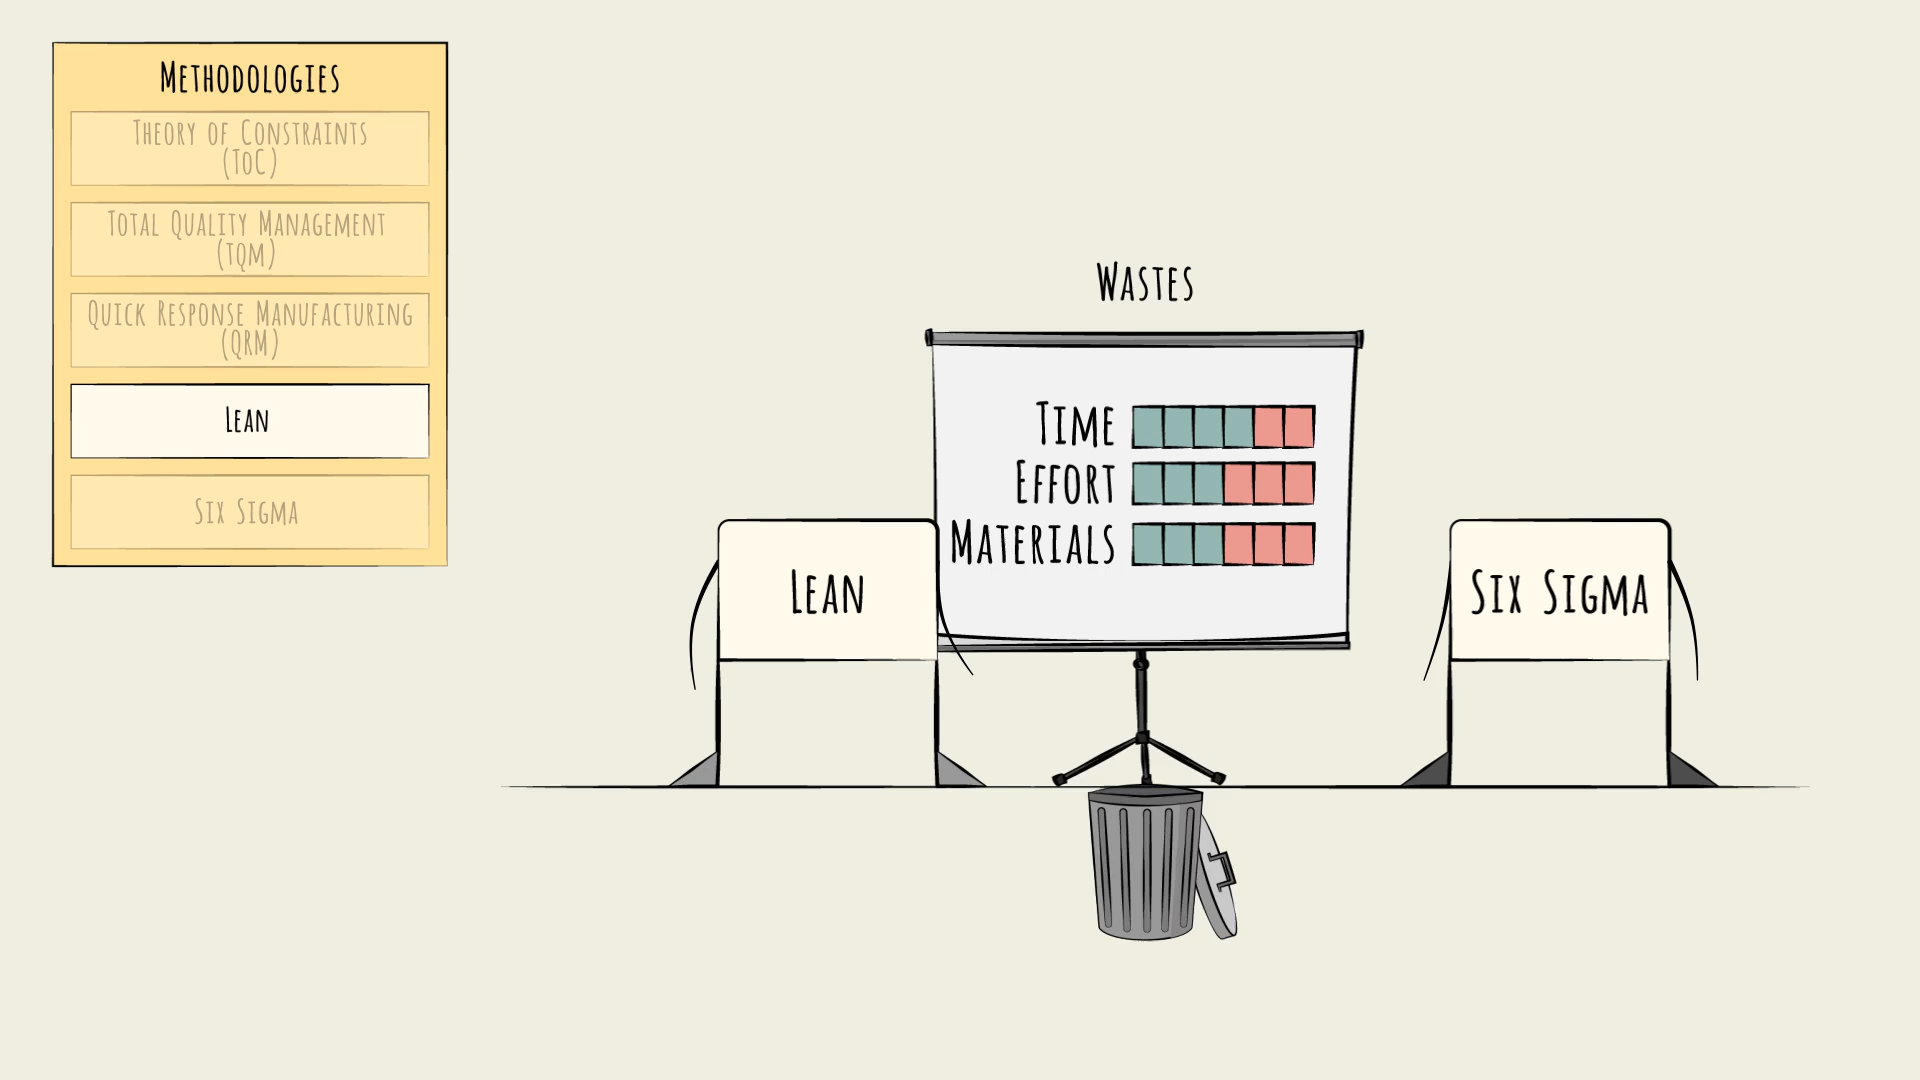 Methodologies
Theory of Constraints
(ToC)
Total Quality Management
(TQM)
Quick Response Manufacturing
(QRM)
Lean
Six Sigma
Wastes
Time
Effort
Materials
Lean
Six Sigma